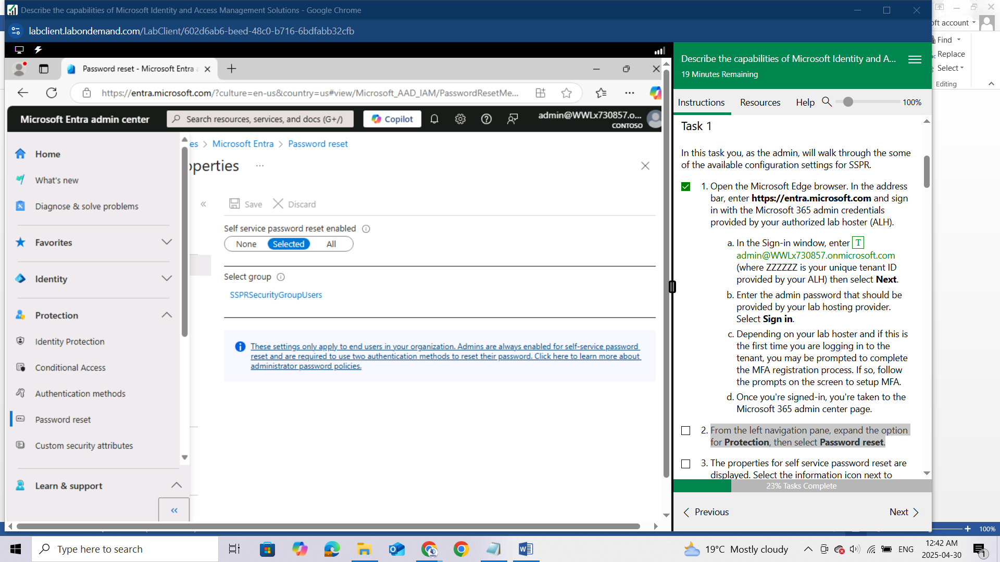 Describe the capabilities of Microsoft Identity and Access Management Solutions - Google Chrome
labclient.labondemand.com/LabClient/602d6ab6-beed-48c0-b716-6bdfabb32cfb
oft account
Find
Replace
Select
Editing
Password reset - Microsoft Entra a
https://entra.microsoft.com/?culture=en-us&country=us#view/Microsoft_AAD_IAM/PasswordResetMe...
Microsoft Entra admin center
Search resources, services, and docs (G+/)
Copilot
admin@WWLx730857.o...
CONTOSO
Home
What's new
Diagnose & solve problems
Favorites
Identity
Protection
Identity Protection
Conditional Access
Authentication methods
Password reset
Custom security attributes
Learn & support
es > Microsoft Entra > Password reset
operties ...
Save
Discard
Self service password reset enabled
None
Selected
All
Select group
SSPRSecurityGroupUsers
These settings only apply to end users in your organization. Admins are always enabled for self-service password
reset and are required to use two authentication methods to reset their password. Click here to learn more about
administrator password policies.
Describe the capabilities of Microsoft Identity and A...
19 Minutes Remaining
Instructions
Resources
Help
100%
Task 1
In this task you, as the admin, will walk through the some
of the available configuration settings for SSPR.
1. Open the Microsoft Edge browser. In the address
bar, enter https://entra.microsoft.com and sign
in with the Microsoft 365 admin credentials
provided by your authorized lab hoster (ALH).
a. In the Sign-in window, enter T
admin@WWLx730857.onmicrosoft.com
(where ZZZZZZ is your unique tenant ID
provided by your ALH) then select Next.
b. Enter the admin password that should be
provided by your lab hosting provider.
Select Sign in.
c. Depending on your lab hoster and if this is
the first time you are logging in to the
tenant, you may be prompted to complete
the MFA registration process. If so, follow
the prompts on the screen to setup MFA.
d. Once you're signed-in, you're taken to the
Microsoft 365 admin center page.
2. From the left navigation pane, expand the option
for Protection, then select Password reset.
3. The properties for self service password reset are
displayed. Select the information icon next to
23% Tasks Complete
Previous
Next
100%
Type here to search
19°C Mostly cloudy
ENG
12:42 AM
2025-04-30
1